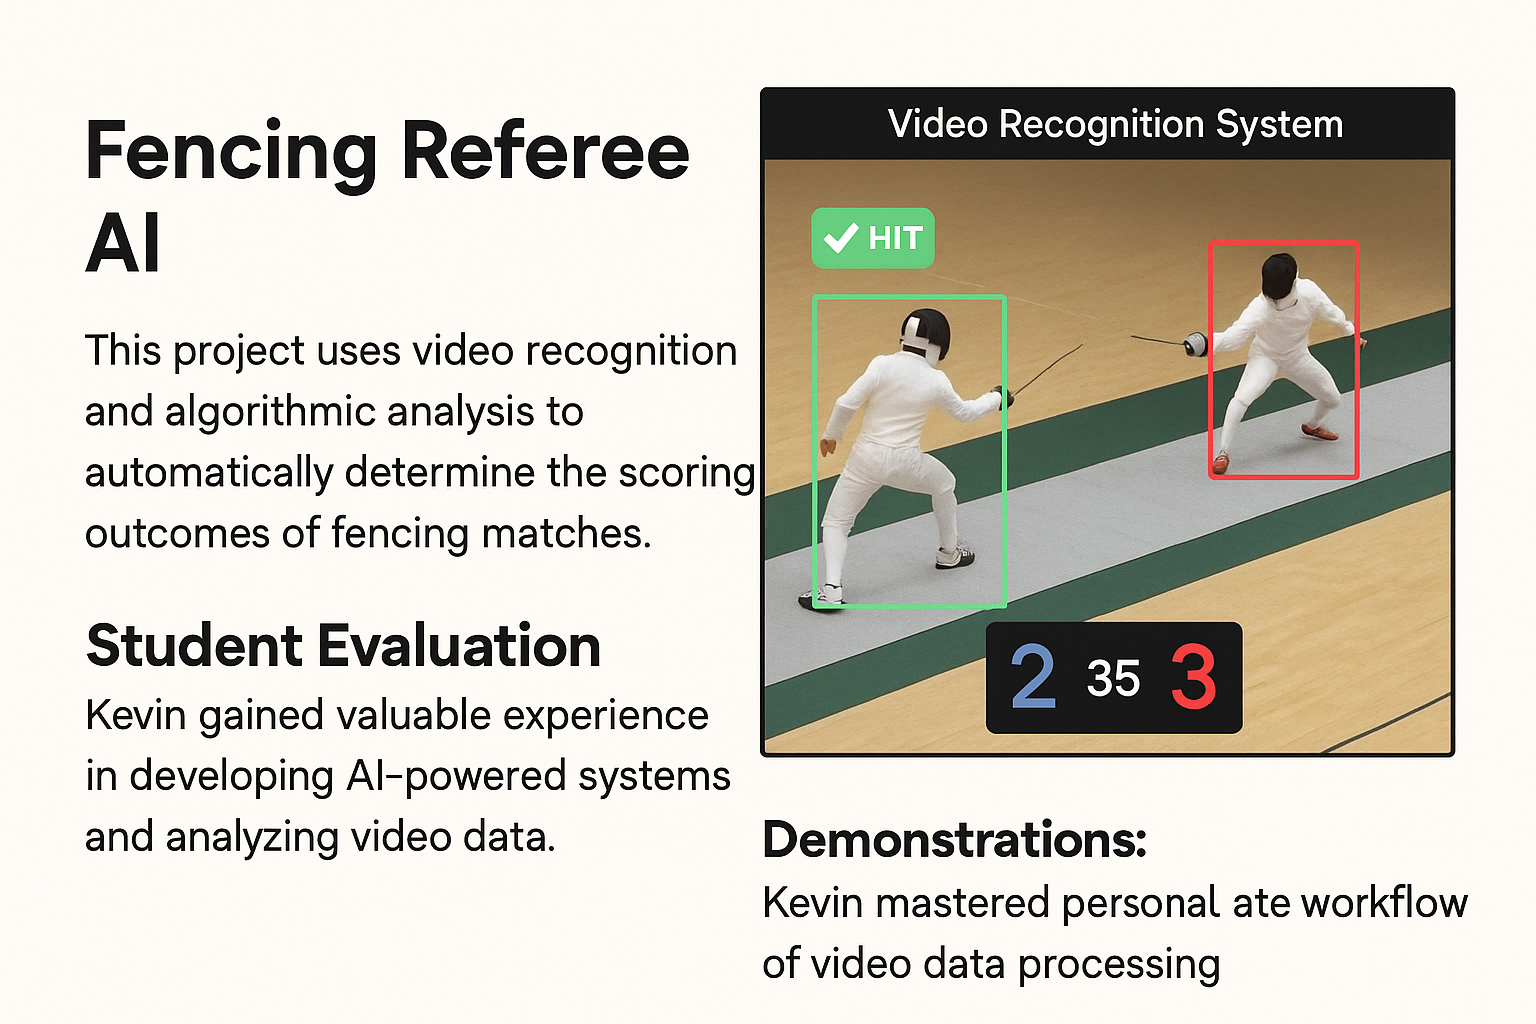 Fencing Referee
AI
This project uses video recognition
and algorithmic analysis to
automatically determine the scoring
outcomes of fencing matches.
Student Evaluation
Kevin gained valuable experience
in developing AI-powered systems
and analyzing video data.
Video Recognition System
HIT
2 35 3
Demonstrations:
Kevin mastered personal ate workflow
of video data processing